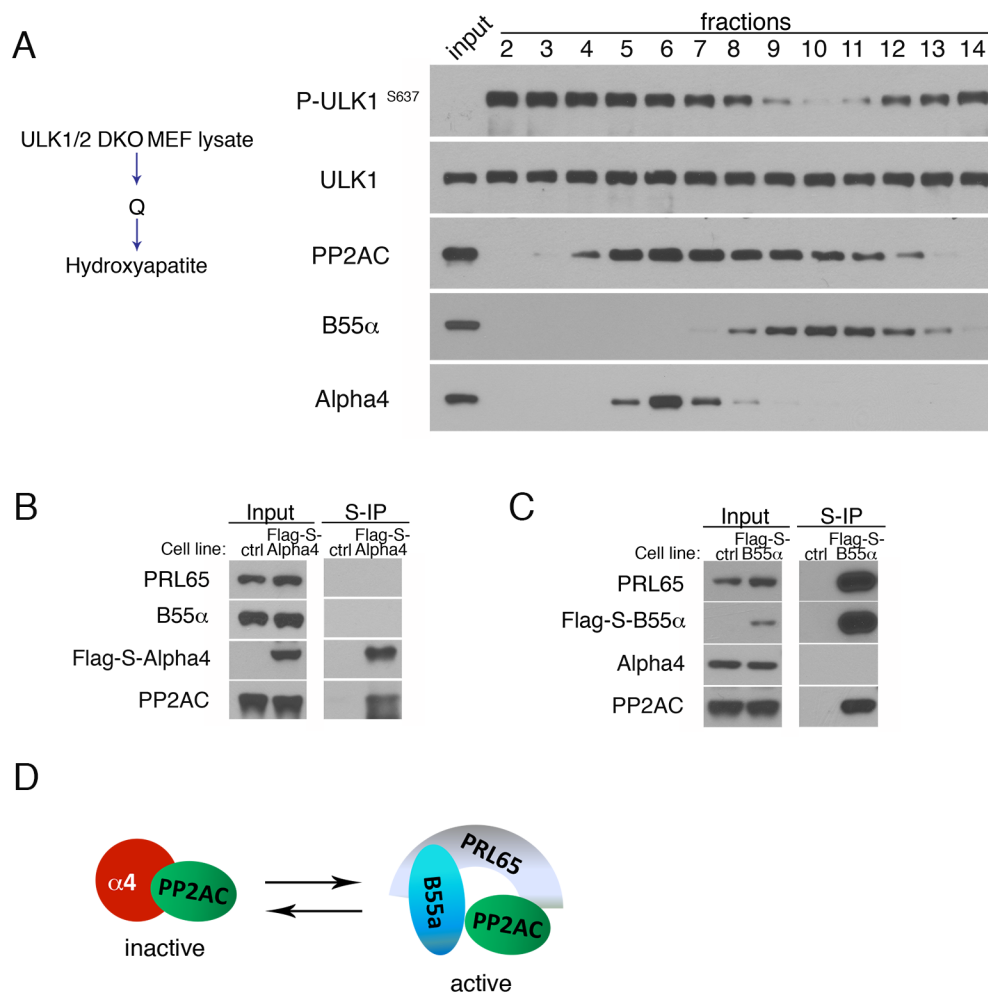 A
fractions
input 2 3 4 5 6 7 8 9 10 11 12 13 14
P-ULK1 S637
ULK1/2 DKO MEF lysate
Q
Hydroxyapatite
ULK1
PP2AC
B55α
Alpha4
B
Input S-IP
Cell line: ctrl Flag-S-Alpha4 ctrl Flag-S-Alpha4
PRL65
B55α
Flag-S-Alpha4
PP2AC
C
Input S-IP
Cell line: ctrl Flag-S-B55α ctrl Flag-S-B55α
PRL65
Flag-S-B55α
Alpha4
PP2AC
D
α4 PP2AC
inactive
PRL65
B55a
PP2AC
active